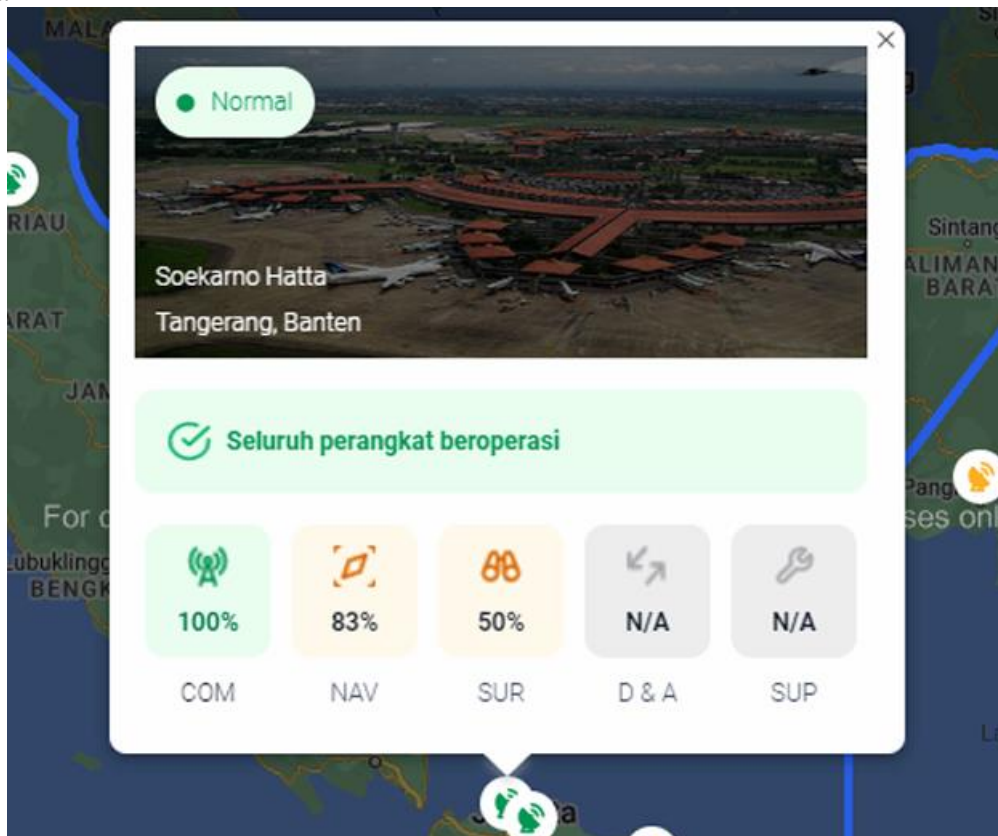 MALA
Normal
RIAU
Sintang
ALIMAN
BARAT
Soekarno Hatta
Tangerang, Banten
ARAT
JAM
Seluruh perangkat beroperasi
Pang
For d
ses onl
Lubuklingg
BENGK
100%
83%
50%
N/A
N/A
COM
NAV
SUR
D & A
SUP